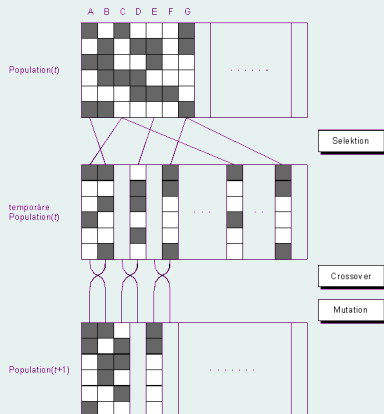 A B C D E F G
Population(t)
Selektion
temporäre
Population(t)
Crossover
Mutation
Population(t+1)